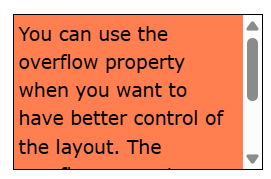 You can use the
overflow property
when you want to
have better control of
the layout. The